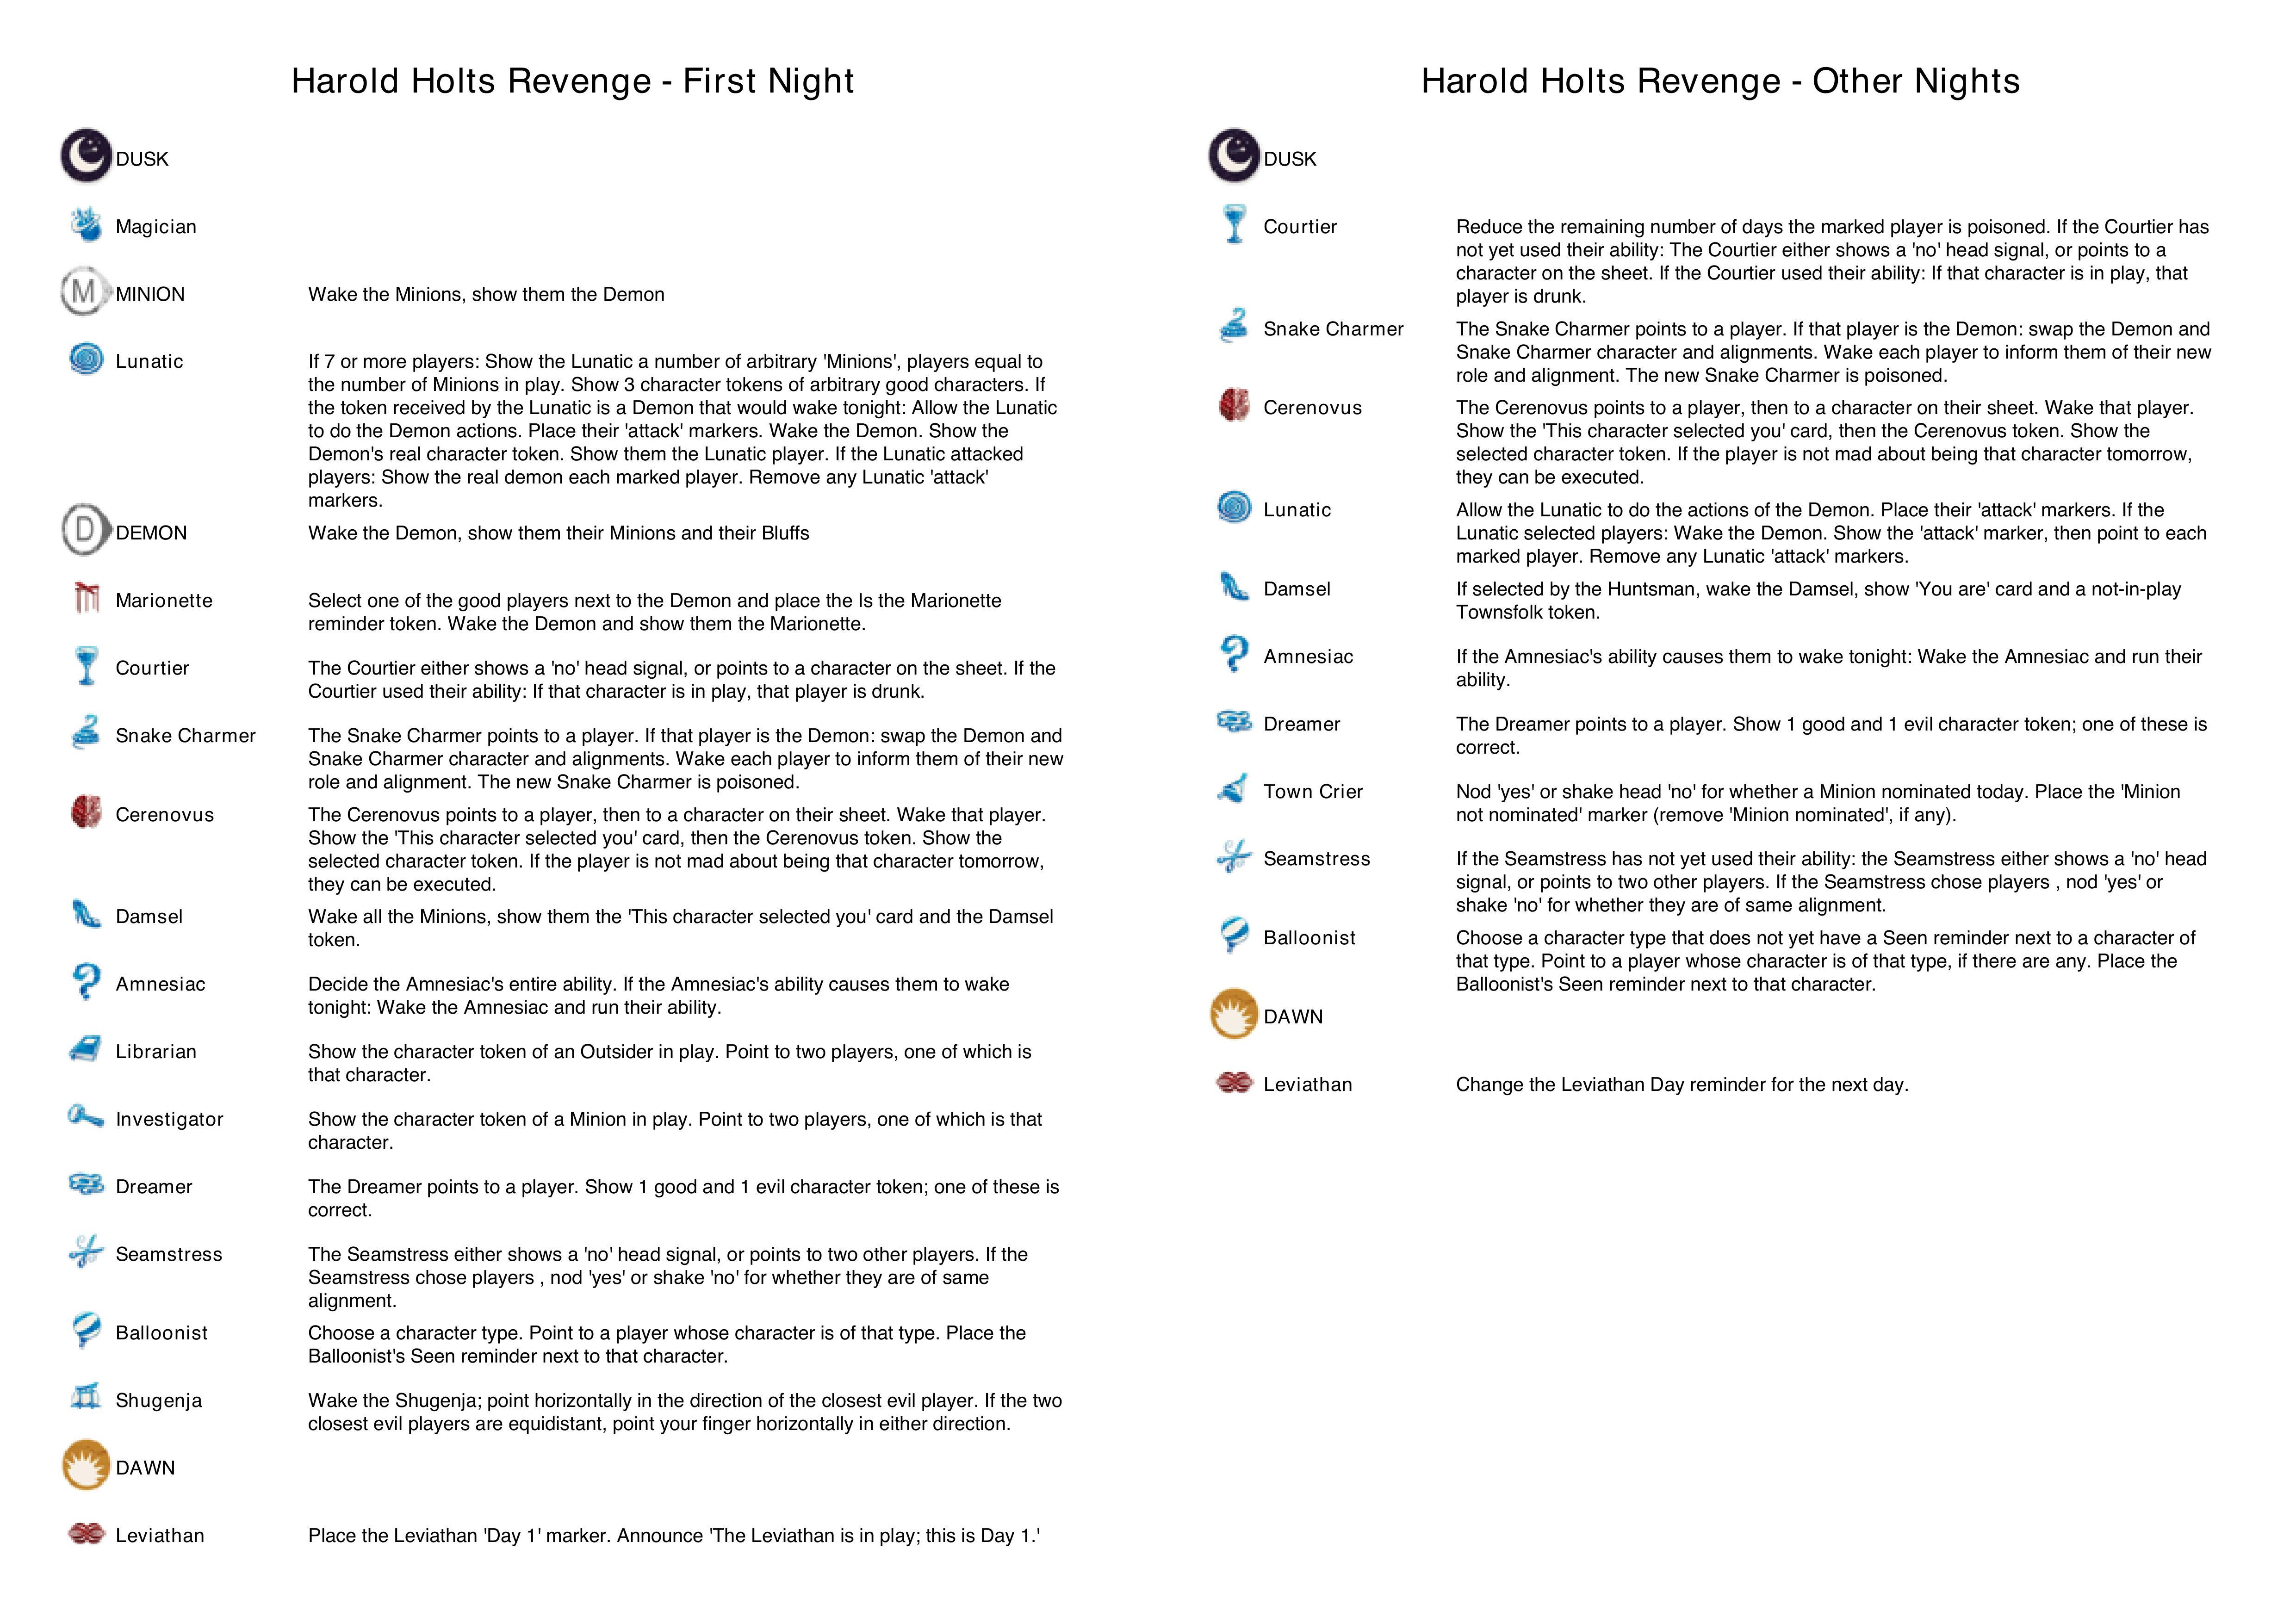 Harold Holts Revenge - First Night
DUSK
Magician
MINION
Wake the Minions, show them the Demon
Lunatic
If 7 or more players: Show the Lunatic a number of arbitrary 'Minions', players equal to
the number of Minions in play. Show 3 character tokens of arbitrary good characters. If
the token received by the Lunatic is a Demon that would wake tonight: Allow the Lunatic
to do the Demon actions. Place their 'attack' markers. Wake the Demon. Show the
Demon's real character token. Show them the Lunatic player. If the Lunatic attacked
players: Show the real demon each marked player. Remove any Lunatic 'attack'
markers.
DEMON
Wake the Demon, show them their Minions and their Bluffs
Marionette
Select one of the good players next to the Demon and place the Is the Marionette
reminder token. Wake the Demon and show them the Marionette.
Courtier
The Courtier either shows a 'no' head signal, or points to a character on the sheet. If the
Courtier used their ability: If that character is in play, that player is drunk.
Snake Charmer
The Snake Charmer points to a player. If that player is the Demon: swap the Demon and
Snake Charmer character and alignments. Wake each player to inform them of their new
role and alignment. The new Snake Charmer is poisoned.
Cerenovus
The Cerenovus points to a player, then to a character on their sheet. Wake that player.
Show the 'This character selected you' card, then the Cerenovus token. Show the
selected character token. If the player is not mad about being that character tomorrow,
they can be executed.
Damsel
Wake all the Minions, show them the 'This character selected you' card and the Damsel
token.
Amnesiac
Decide the Amnesiac's entire ability. If the Amnesiac's ability causes them to wake
tonight: Wake the Amnesiac and run their ability.
Librarian
Show the character token of an Outsider in play. Point to two players, one of which is
that character.
Investigator
Show the character token of a Minion in play. Point to two players, one of which is that
character.
Dreamer
The Dreamer points to a player. Show 1 good and 1 evil character token; one of these is
correct.
Seamstress
The Seamstress either shows a 'no' head signal, or points to two other players. If the
Seamstress chose players , nod 'yes' or shake 'no' for whether they are of same
alignment.
Balloonist
Choose a character type. Point to a player whose character is of that type. Place the
Balloonist's Seen reminder next to that character.
Shugenja
Wake the Shugenja; point horizontally in the direction of the closest evil player. If the two
closest evil players are equidistant, point your finger horizontally in either direction.
DAWN
Leviathan
Place the Leviathan 'Day 1' marker. Announce 'The Leviathan is in play; this is Day 1.'
Harold Holts Revenge - Other Nights
DUSK
Courtier
Reduce the remaining number of days the marked player is poisoned. If the Courtier has
not yet used their ability: The Courtier either shows a 'no' head signal, or points to a
character on the sheet. If the Courtier used their ability: If that character is in play, that
player is drunk.
Snake Charmer
The Snake Charmer points to a player. If that player is the Demon: swap the Demon and
Snake Charmer character and alignments. Wake each player to inform them of their new
role and alignment. The new Snake Charmer is poisoned.
Cerenovus
The Cerenovus points to a player, then to a character on their sheet. Wake that player.
Show the 'This character selected you' card, then the Cerenovus token. Show the
selected character token. If the player is not mad about being that character tomorrow,
they can be executed.
Lunatic
Allow the Lunatic to do the actions of the Demon. Place their 'attack' markers. If the
Lunatic selected players: Wake the Demon. Show the 'attack' marker, then point to each
marked player. Remove any Lunatic 'attack' markers.
Damsel
If selected by the Huntsman, wake the Damsel, show 'You are' card and a not-in-play
Townsfolk token.
Amnesiac
If the Amnesiac's ability causes them to wake tonight: Wake the Amnesiac and run their
ability.
Dreamer
The Dreamer points to a player. Show 1 good and 1 evil character token; one of these is
correct.
Town Crier
Nod 'yes' or shake head 'no' for whether a Minion nominated today. Place the 'Minion
not nominated' marker (remove 'Minion nominated', if any).
Seamstress
If the Seamstress has not yet used their ability: the Seamstress either shows a 'no' head
signal, or points to two other players. If the Seamstress chose players , nod 'yes' or
shake 'no' for whether they are of same alignment.
Balloonist
Choose a character type that does not yet have a Seen reminder next to a character of
that type. Point to a player whose character is of that type, if there are any. Place the
Balloonist's Seen reminder next to that character.
DAWN
Leviathan
Change the Leviathan Day reminder for the next day.